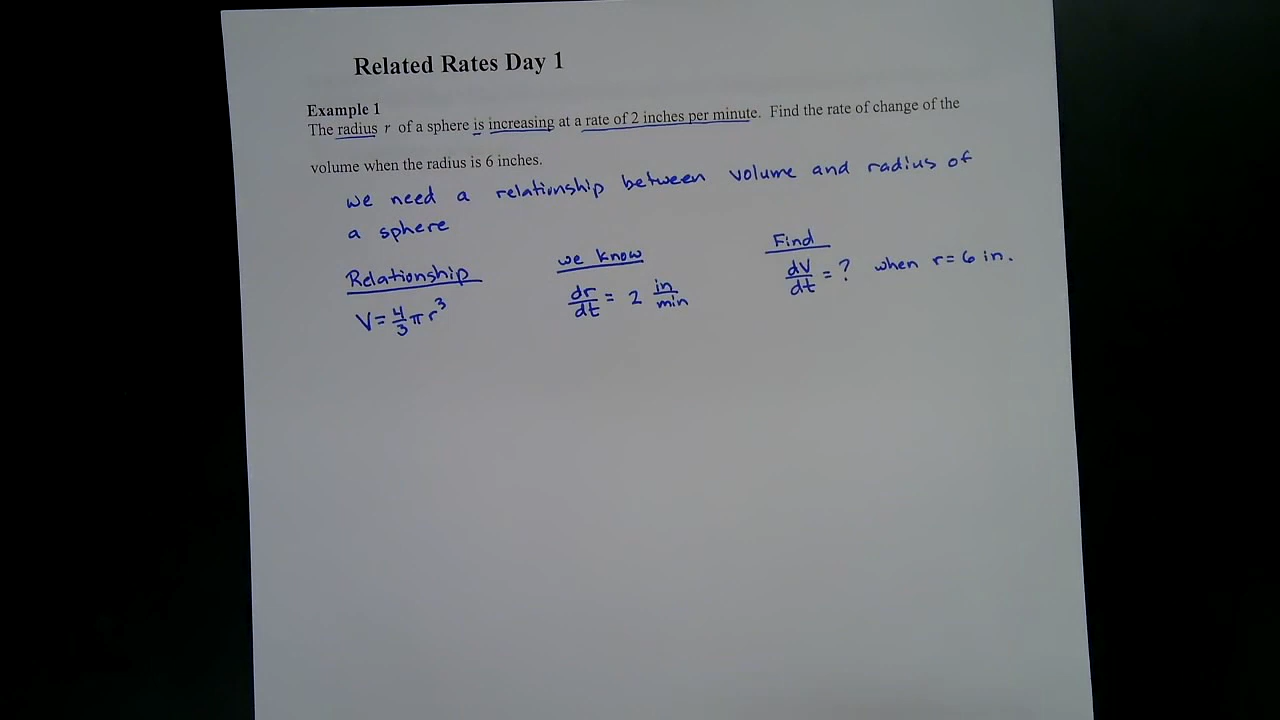 Related Rates Day 1
Example 1
The radius r of a sphere is increasing at a rate of 2 inches per minute. Find the rate of change of the
volume when the radius is 6 inches.
we need a relationship between volume and radius of
a sphere
Relationship we know Find
V = 4/3 π r³ dr/dt = 2 in/min dV/dt = ? when r = 6 in.